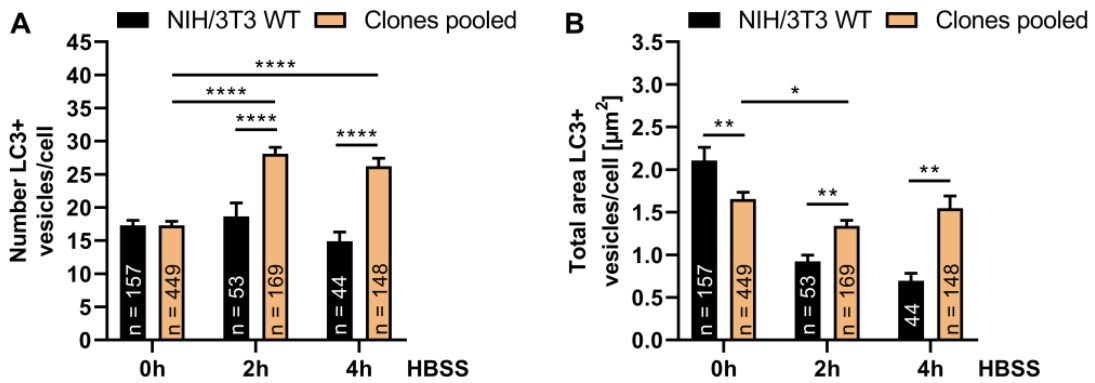 A
NIH/3T3 WT
Clones pooled
Number LC3+
vesicles/cell
45
40
35
30
25
20
15
10
5
0
****
****
****
****
n = 157
n = 449
n = 53
n = 169
n = 44
n = 148
0h
2h
4h
HBSS
B
NIH/3T3 WT
Clones pooled
Total area LC3+
vesicles/cell [µm²]
3.5
3.0
2.5
2.0
1.5
1.0
0.5
0.0
*
**
**
**
n = 157
n = 449
n = 53
n = 169
44
n = 148
0h
2h
4h
HBSS